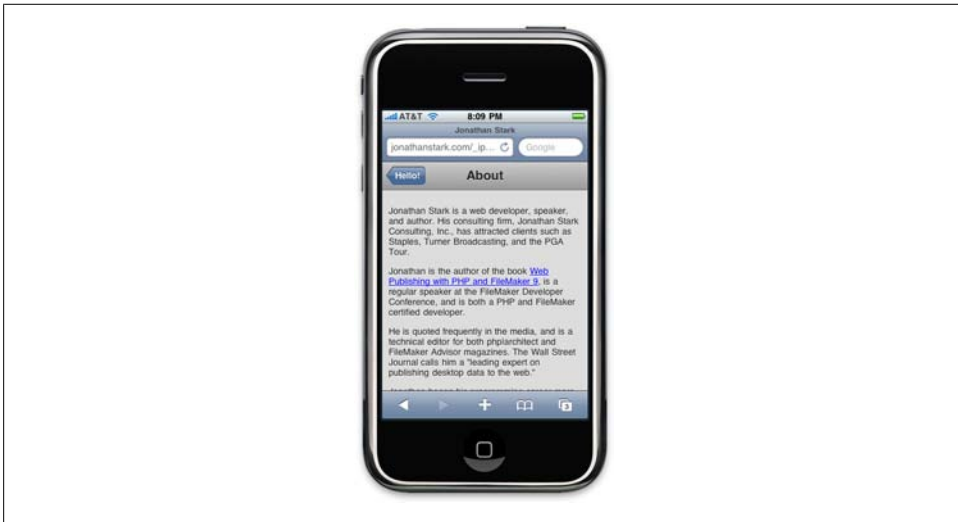 AT&T 8:09 PM
Jonathan Stark
jonathanstark.com/_ip... Google
Hello! About
Jonathan Stark is a web developer, speaker,
and author. His consulting firm, Jonathan Stark
Consulting, Inc., has attracted clients such as
Staples, Turner Broadcasting, and the PGA
Tour.
Jonathan is the author of the book Web
Publishing with PHP and FileMaker 9, is a
regular speaker at the FileMaker Developer
Conference, and is both a PHP and FileMaker
certified developer.
He is quoted frequently in the media, and is a
technical editor for both php|architect and
FileMaker Advisor magazines. The Wall Street
Journal calls him a "leading expert on
publishing desktop data to the web."
3